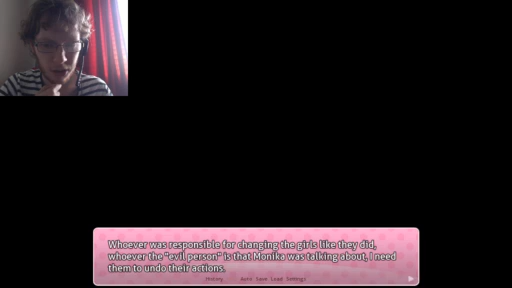 Whoever was responsible for changing the girls like they did,
whoever the "evil person" is that Monika was talking about, I need
them to undo their actions.
History Auto Save Load Settings